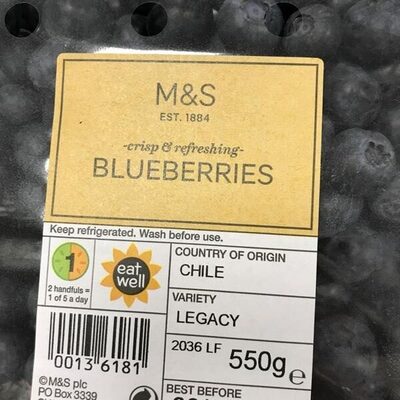 M&S
EST. 1884
-crisp & refreshing-
BLUEBERRIES
Keep refrigerated. Wash before use.
1
2 handfuls =
1 of 5 a day
eat
well
COUNTRY OF ORIGIN
CHILE
VARIETY
LEGACY
2036 LF 550g e
0013 6181
©M&S plc
PO Box 3339
BEST BEFORE